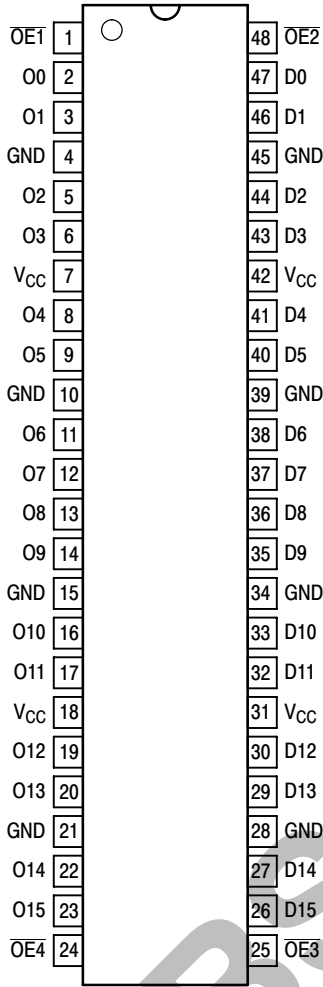 OE1 1 48 OE2
O0 2 47 D0
O1 3 46 D1
GND 4 45 GND
O2 5 44 D2
O3 6 43 D3
VCC 7 42 VCC
O4 8 41 D4
O5 9 40 D5
GND 10 39 GND
O6 11 38 D6
O7 12 37 D7
O8 13 36 D8
O9 14 35 D9
GND 15 34 GND
O10 16 33 D10
O11 17 32 D11
VCC 18 31 VCC
O12 19 30 D12
O13 20 29 D13
GND 21 28 GND
O14 22 27 D14
O15 23 26 D15
OE4 24 25 OE3